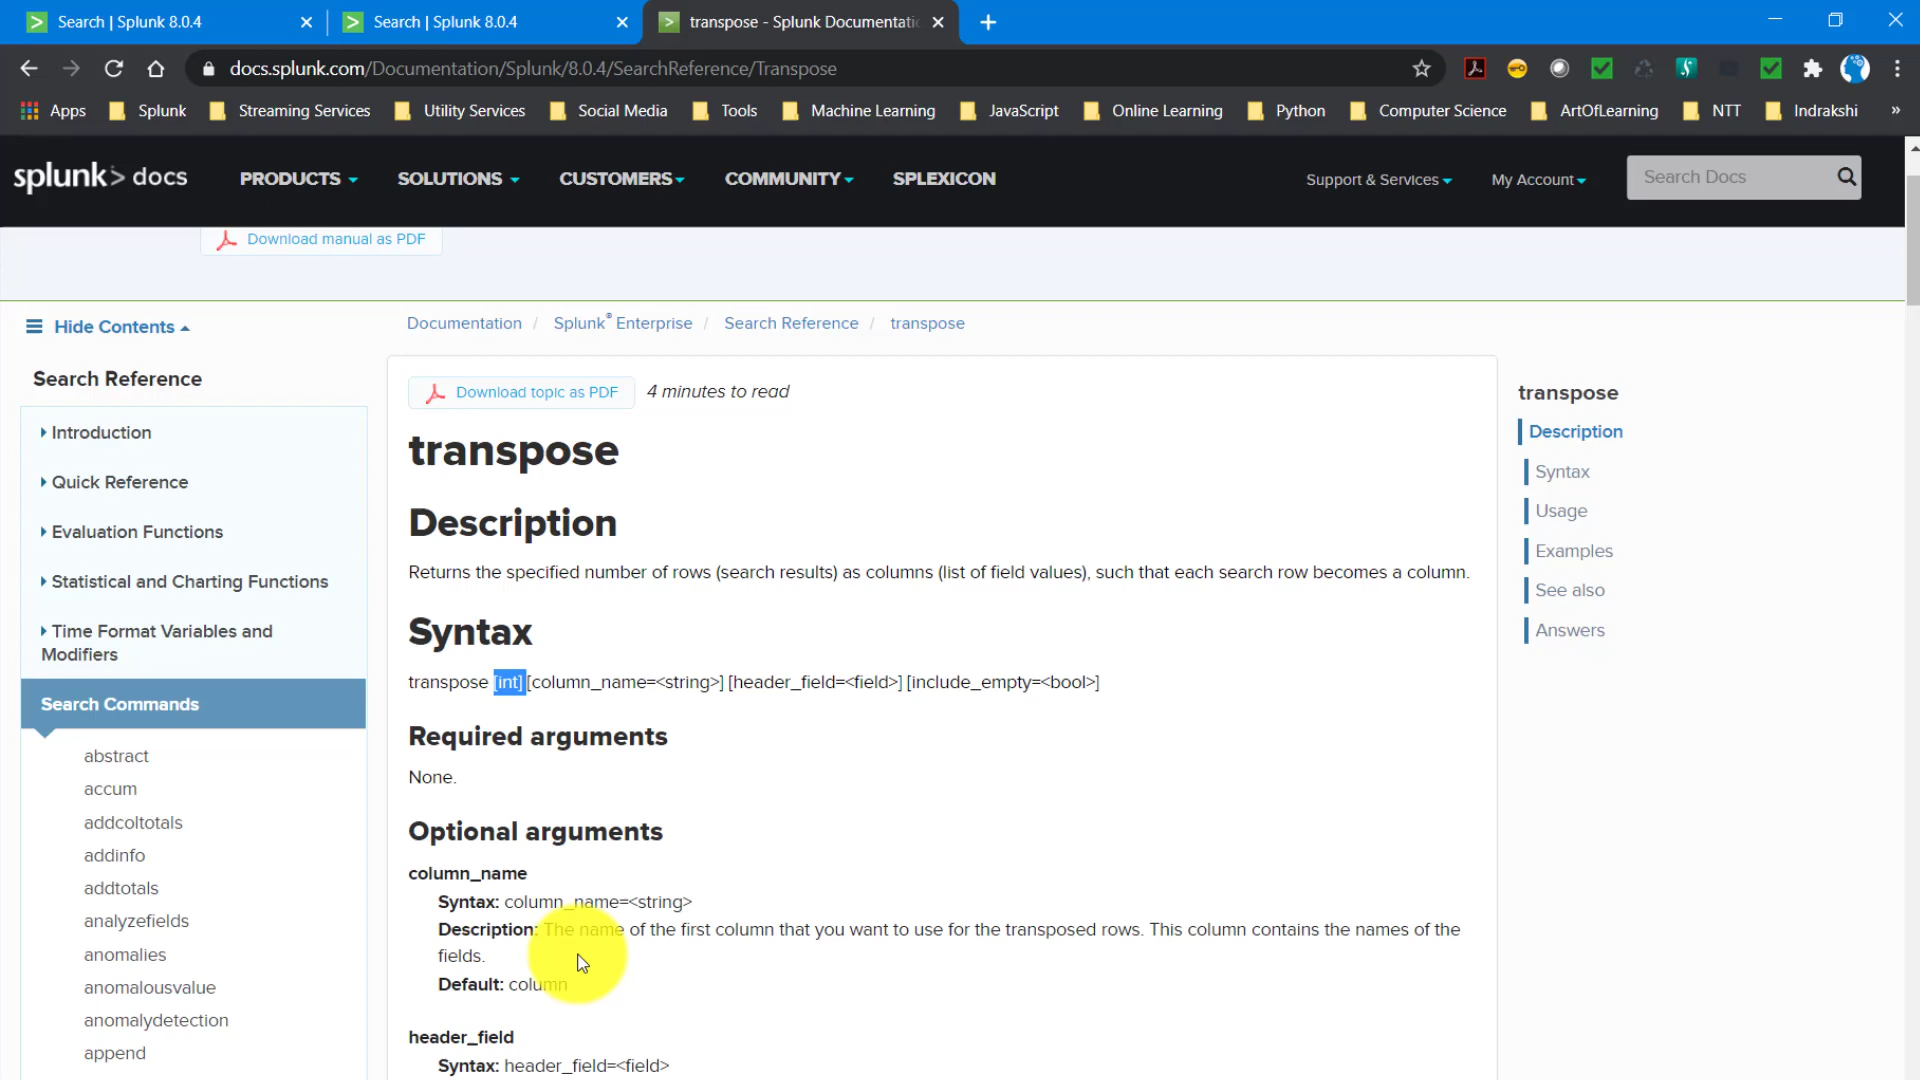 Search | Splunk 8.0.4
Search | Splunk 8.0.4
transpose - Splunk Documentatio
docs.splunk.com/Documentation/Splunk/8.0.4/SearchReference/Transpose
Apps Splunk Streaming Services Utility Services Social Media Tools Machine Learning JavaScript Online Learning Python Computer Science ArtOfLearning NTT Indrakshi »
splunk> docs PRODUCTS SOLUTIONS CUSTOMERS COMMUNITY SPLEXICON Support & Services My Account Search Docs
Download manual as PDF
Hide Contents
Documentation / Splunk® Enterprise / Search Reference / transpose
Search Reference
Introduction
Quick Reference
Evaluation Functions
Statistical and Charting Functions
Time Format Variables and
Modifiers
Search Commands
abstract
accum
addcoltotals
addinfo
addtotals
analyzefields
anomalies
anomalousvalue
anomalydetection
append
Download topic as PDF 4 minutes to read
transpose
Description
Returns the specified number of rows (search results) as columns (list of field values), such that each search row becomes a column.
Syntax
transpose [int] [column_name=<string>] [header_field=<field>] [include_empty=<bool>]
Required arguments
None.
Optional arguments
column_name
Syntax: column_name=<string>
Description: The name of the first column that you want to use for the transposed rows. This column contains the names of the
fields.
Default: column
header_field
Syntax: header_field=<field>
transpose
Description
Syntax
Usage
Examples
See also
Answers